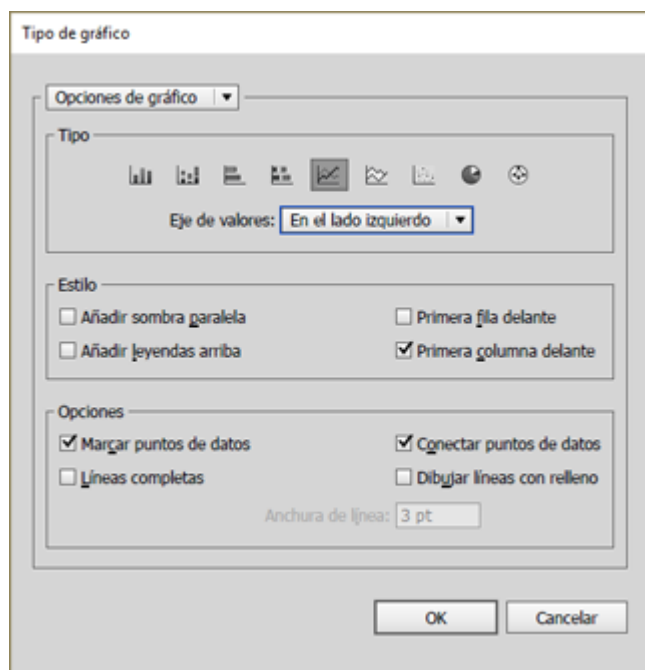 Tipo de gráfico
Opciones de gráfico
Tipo
Eje de valores: En el lado izquierdo
Estilo
Añadir sombra paralela Primera fila delante
Añadir leyendas arriba Primera columna delante
Opciones
Marcar puntos de datos Conectar puntos de datos
Líneas completas Dibujar líneas con relleno
Anchura de línea: 3 pt
OK Cancelar